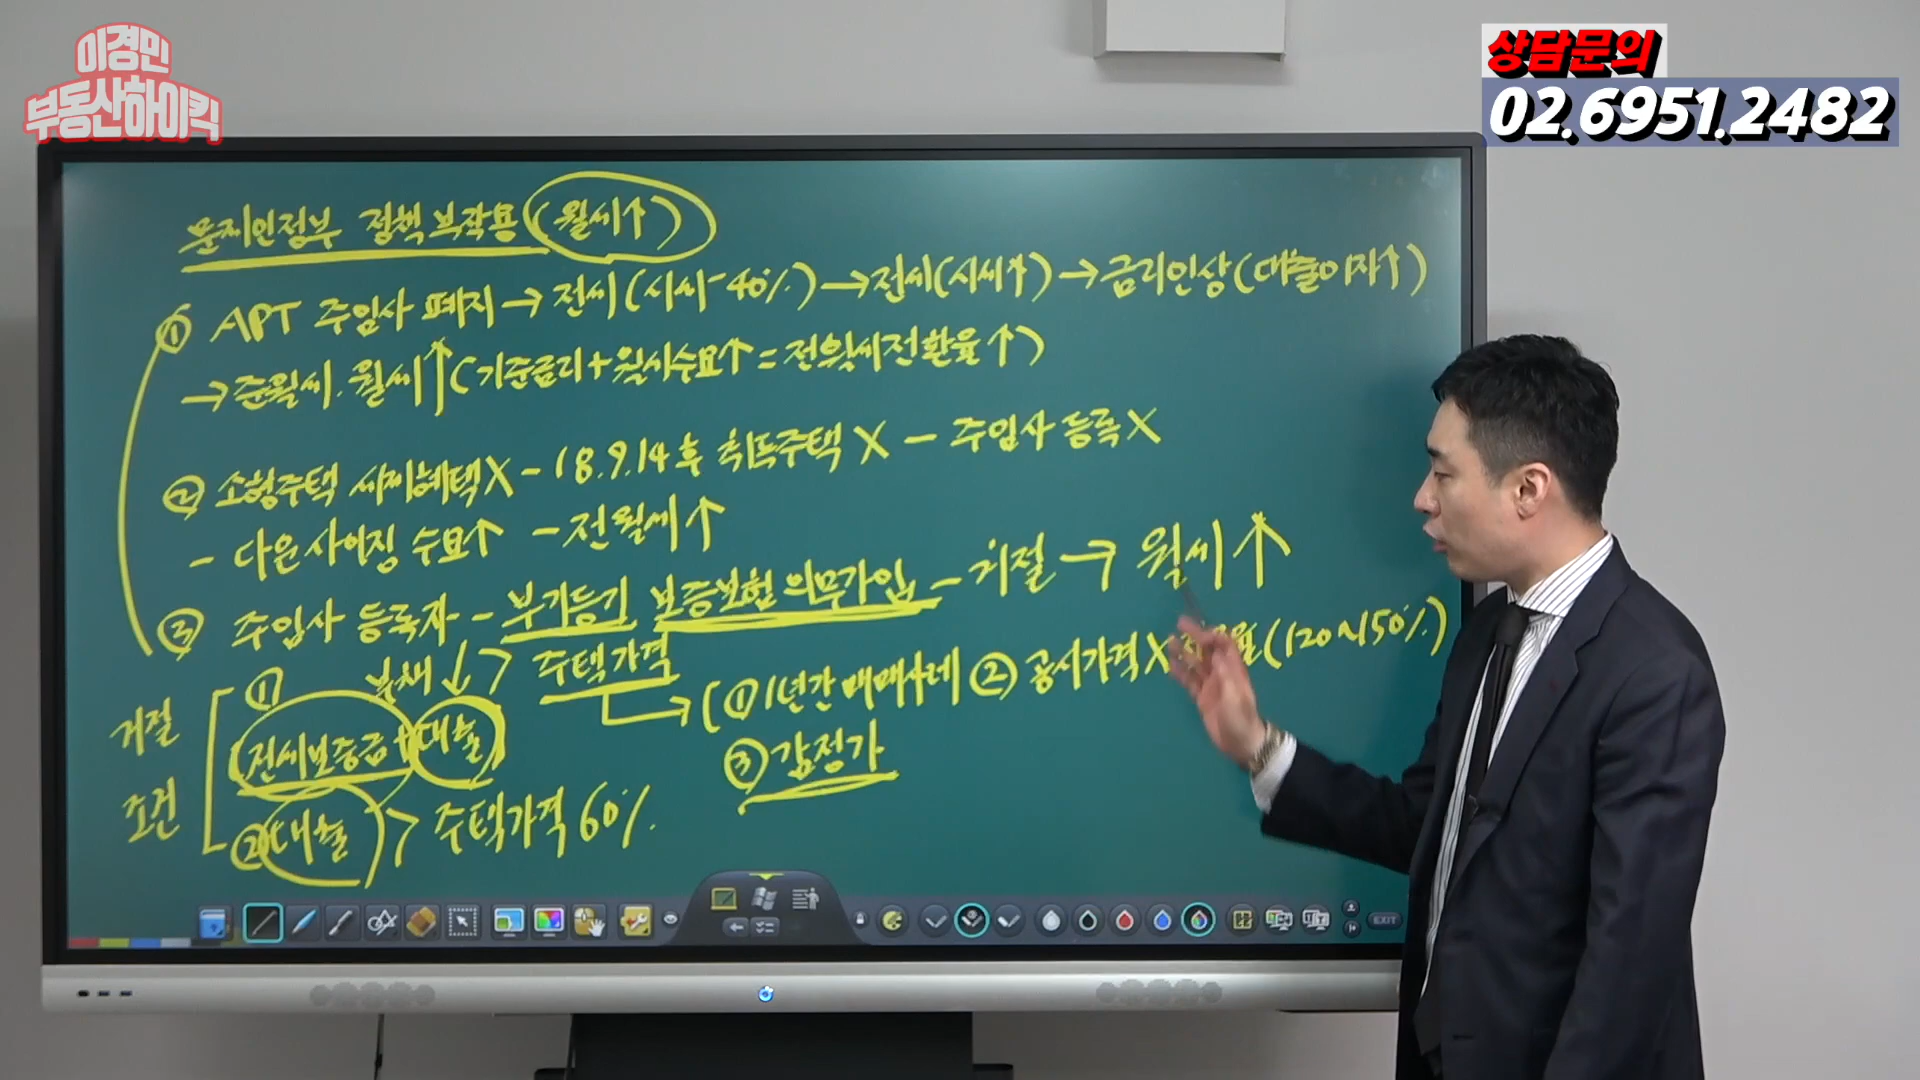 이경민
부동산하이킥
상담문의
02.6951.2482
문재인정부 정책 부작용 (월세↑)
① APT 주임사 폐지 → 전세(시세-40%) → 전세(시세↑) → 금리인상(대출이자↑)
→ 준월세.월세↑(기준금리+월세수요↑=전월세전환율↑)
② 소형주택 세제혜택X - 18.9.14후 취득주택X - 주임사 등록X
- 다운사이징 수요↑ - 전월세↑
③ 주임사 등록자 - 부기등기 보증보험 의무가입 - 거절 → 월세↑
부채↓ > 주택가격
→ (① 1년간 매매사례 ② 공시가격 X (120~150%)
③ 감정가
거절
조건
① 전세보증금+대출
② 대출 > 주택가격 60%.
EXIT